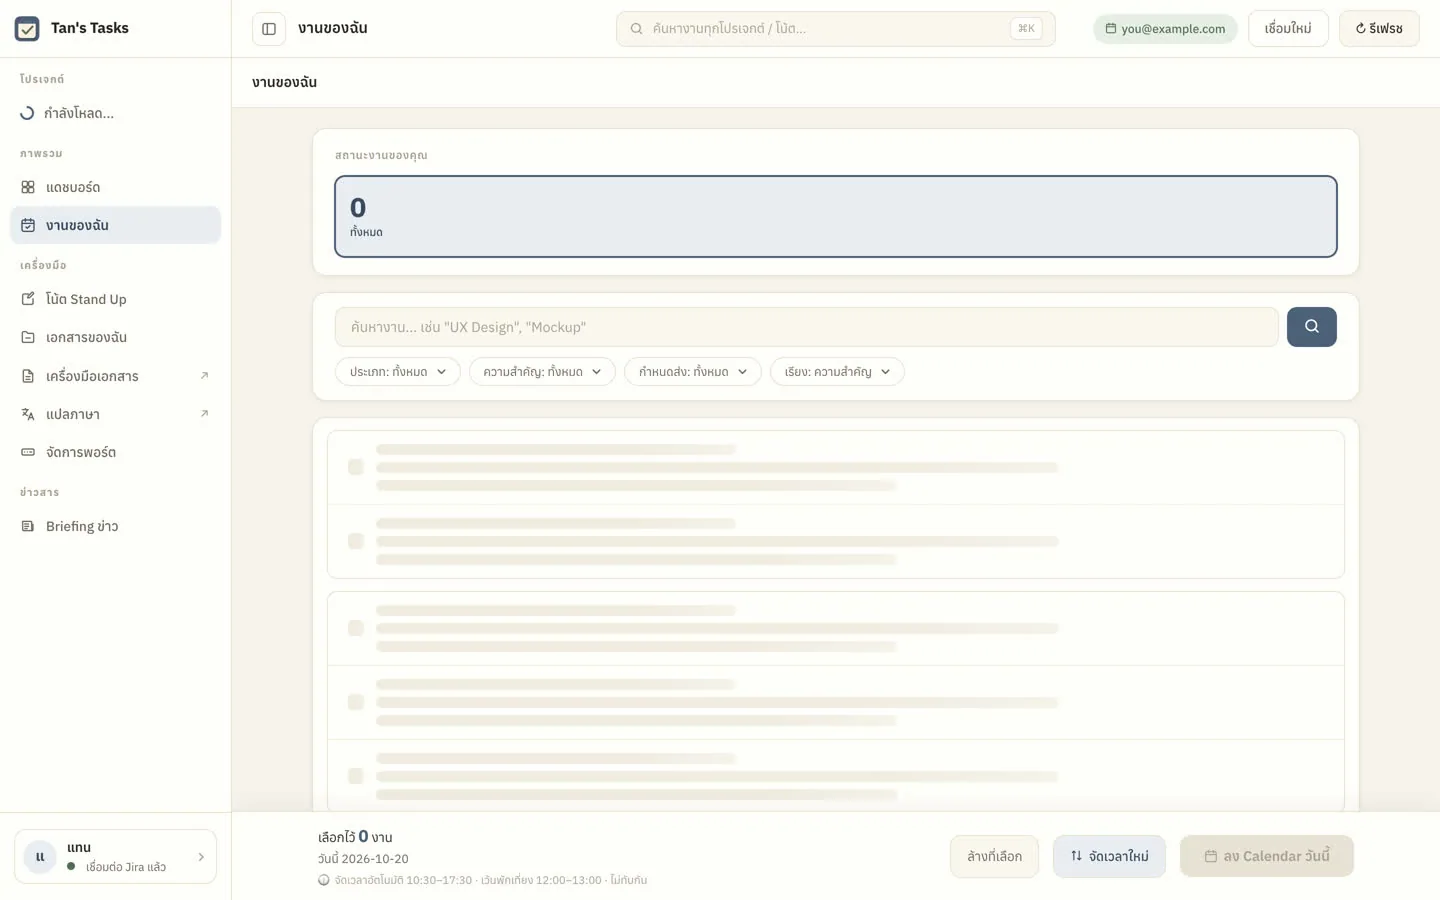 Tan's Tasks
โปรเจกต์
กำลังโหลด...
ภาพรวม
แดชบอร์ด
งานของฉัน
เครื่องมือ
โน้ต Stand Up
เอกสารของฉัน
เครื่องมือเอกสาร
แปลภาษา
จัดการพอร์ต
ข่าวสาร
Briefing ข่าว
แ
แทน
เชื่อมต่อ Jira แล้ว
งานของฉัน
ค้นหางานทุกโปรเจกต์ / โน้ต...
⌘K
you@example.com
เชื่อมใหม่
รีเฟรช
งานของฉัน
สถานะงานของคุณ
0
ทั้งหมด
ค้นหางาน... เช่น "UX Design", "Mockup"
ประเภท: ทั้งหมด
ความสำคัญ: ทั้งหมด
กำหนดส่ง: ทั้งหมด
เรียง: ความสำคัญ
เลือกไว้ 0 งาน
วันนี้ 2026-10-20
จัดเวลาอัตโนมัติ 10:30–17:30 · เว้นพักเที่ยง 12:00–13:00 · ไม่ทับกัน
ล้างที่เลือก
จัดเวลาใหม่
ลง Calendar วันนี้